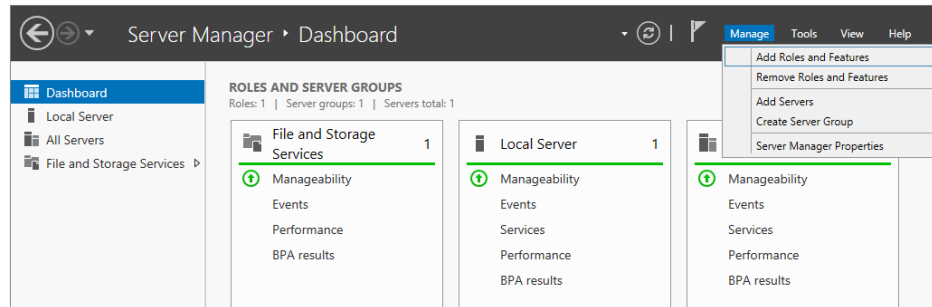 Server Manager ‣ Dashboard
Manage Tools View Help
Add Roles and Features
Remove Roles and Features
Add Servers
Create Server Group
Server Manager Properties
Dashboard
Local Server
All Servers
File and Storage Services
ROLES AND SERVER GROUPS
Roles: 1 | Server groups: 1 | Servers total: 1
File and Storage
Services
1
Manageability
Events
Performance
BPA results
Local Server 1
Manageability
Events
Services
Performance
BPA results
Manageability
Events
Services
Performance
BPA results